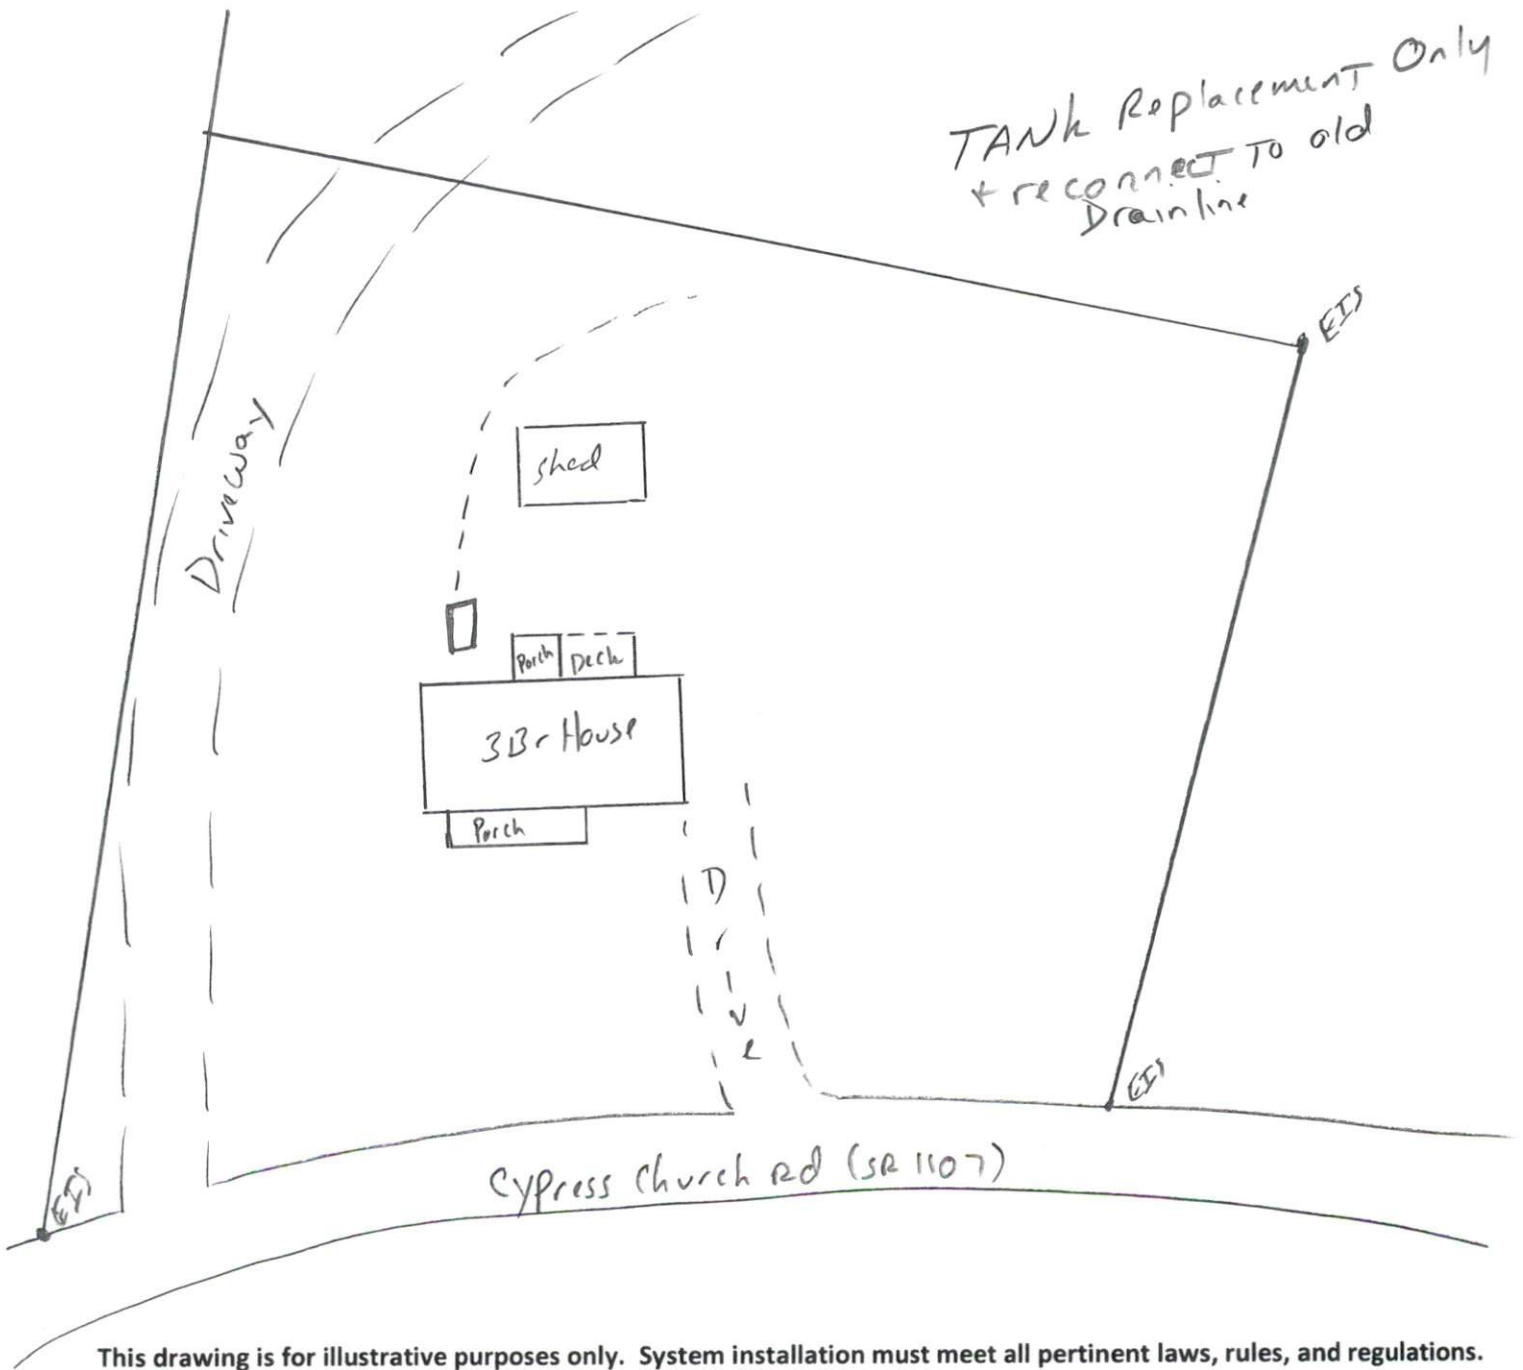 TANK Replacement Only
+ reconnect To old
Drainline
EIS
Driveway
shed
Porch
Deck
3Br House
Porch
Drive
EIS
Cypress Church Rd (SR 1107)
EIS
This drawing is for illustrative purposes only. System installation must meet all pertinent laws, rules, and regulations.